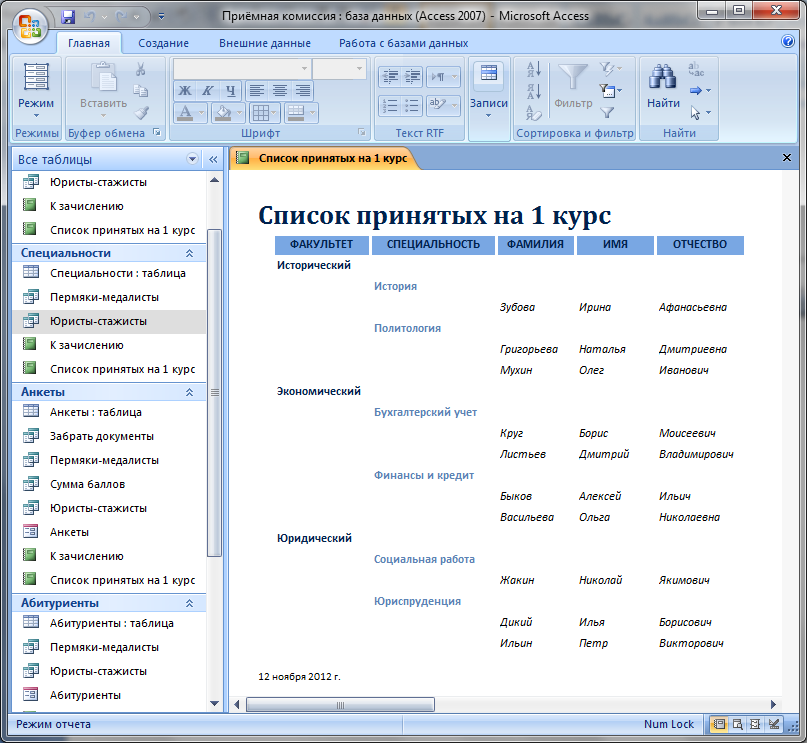 Приёмная комиссия : база данных (Access 2007) - Microsoft Access
Главная Создание Внешние данные Работа с базами данных
Режим
Режимы
Вставить
Буфер обмена
Ж К Ч
А
Шрифт
Текст RTF
Записи
Фильтр
Сортировка и фильтр
Найти
Найти
Все таблицы
Юристы-стажисты
К зачислению
Список принятых на 1 курс
Специальности
Специальности : таблица
Пермяки-медалисты
Юристы-стажисты
К зачислению
Список принятых на 1 курс
Анкеты
Анкеты : таблица
Забрать документы
Пермяки-медалисты
Сумма баллов
Юристы-стажисты
Анкеты
К зачислению
Список принятых на 1 курс
Абитуриенты
Абитуриенты : таблица
Пермяки-медалисты
Юристы-стажисты
Абитуриенты
Список принятых на 1 курс
Список принятых на 1 курс
ФАКУЛЬТЕТ СПЕЦИАЛЬНОСТЬ ФАМИЛИЯ ИМЯ ОТЧЕСТВО
Исторический
История
Зубова Ирина Афанасьевна
Политология
Григорьева Наталья Дмитриевна
Мухин Олег Иванович
Экономический
Бухгалтерский учет
Круг Борис Моисеевич
Листьев Дмитрий Владимирович
Финансы и кредит
Быков Алексей Ильич
Васильева Ольга Николаевна
Юридический
Социальная работа
Жакин Николай Якимович
Юриспруденция
Дикий Илья Борисович
Ильин Петр Викторович
12 ноября 2012 г.
Режим отчета
Num Lock